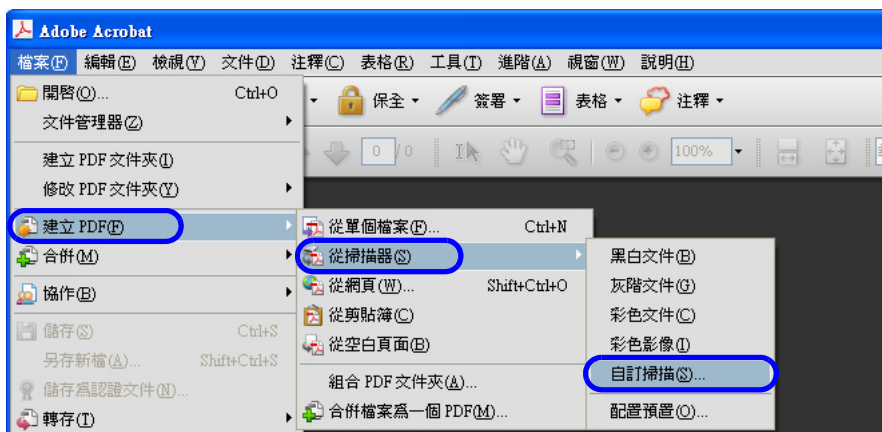 Adobe Acrobat
檔案(F) 編輯(E) 檢視(V) 文件(D) 注釋(C) 表格(R) 工具(T) 進階(A) 視窗(W) 說明(H)
保全 簽署 表格 注釋
0 / 0 100%
開啓(O)... Ctrl+O
文件管理器(Z)
建立 PDF 文件夾(I)
修改 PDF 文件夾(Y)
建立 PDF(F)
合併(M)
協作(B)
儲存(S) Ctrl+S
另存新檔(A)... Shift+Ctrl+S
儲存爲認證文件(N)...
轉存(T)
從單個檔案(F)... Ctrl+N
從掃描器(S)
從網頁(W)... Shift+Ctrl+O
從剪貼簿(C)
從空白頁面(B)
組合 PDF 文件夾(A)...
合併檔案爲一個 PDF(M)...
黑白文件(B)
灰階文件(G)
彩色文件(C)
彩色影像(I)
自訂掃描(S)...
配置預置(O)...